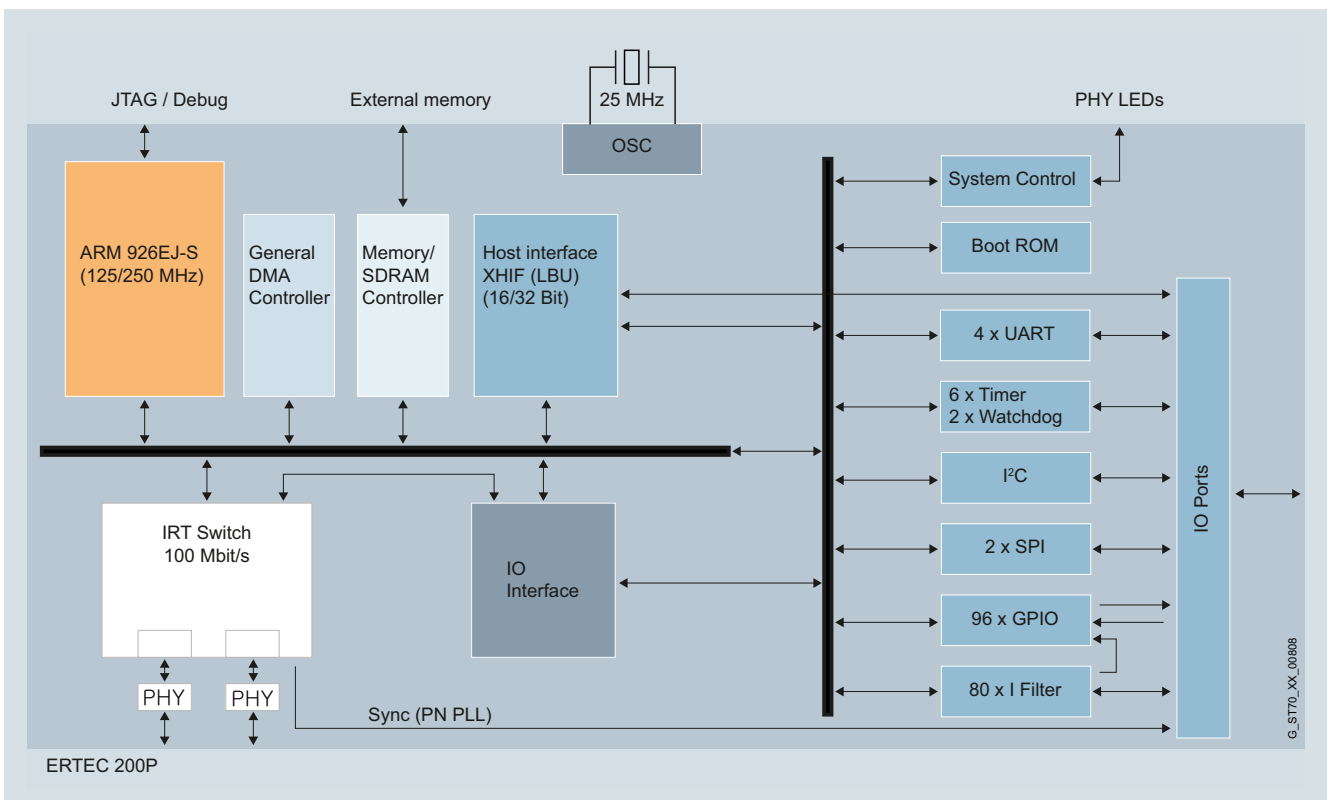 JTAG / Debug
External memory
25 MHz
PHY LEDs
OSC
ARM 926EJ-S
(125/250 MHz)
General
DMA
Controller
Memory/
SDRAM
Controller
Host interface
XHIF (LBU)
(16/32 Bit)
System Control
Boot ROM
4 x UART
6 x Timer
2 x Watchdog
I²C
2 x SPI
96 x GPIO
80 x I Filter
IO Ports
IRT Switch
100 Mbit/s
IO
Interface
PHY
PHY
Sync (PN PLL)
ERTEC 200P
G_ST70_XX_00808